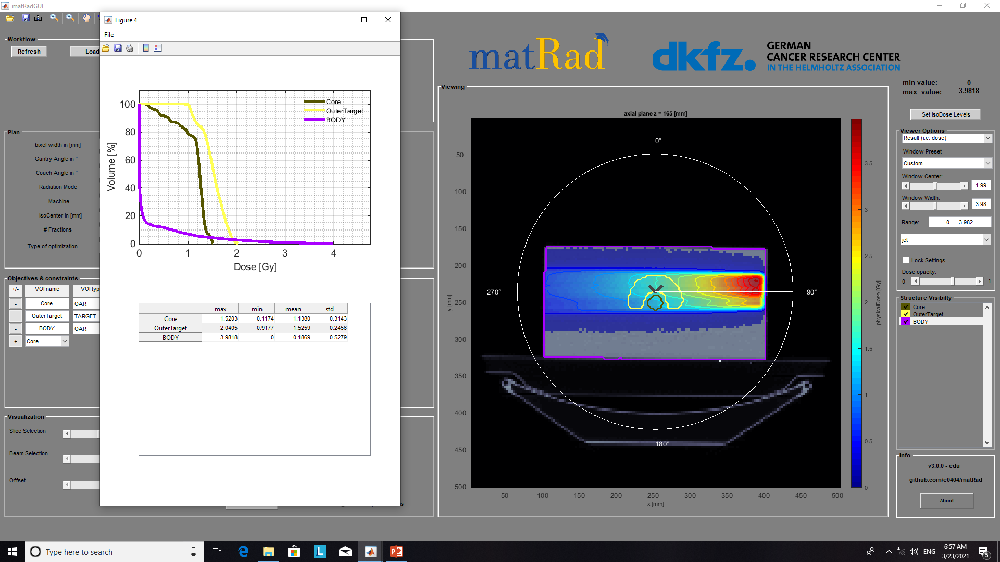 matRadGUI
Workflow
Refresh
Load
Plan
bixel width in [mm]
Gantry Angle in °
Couch Angle in °
Radiation Mode
Machine
IsoCenter in [mm]
# Fractions
Type of optimization
Objectives & constraints
+/-
VOI name
VOI typ
-
Core
OAR
-
OuterTarget
TARGET
-
BODY
OAR
+
Core
Visualization
Slice Selection
Beam Selection
Offset
s
Figure 4
File
Core
OuterTarget
BODY
100
80
60
40
20
0
Volume [%]
0 1 2 3 4
Dose [Gy]
max min mean std
Core 1.5203 0.1174 1.1380 0.3143
OuterTarget 2.0405 0.9177 1.5259 0.2456
BODY 3.9818 0 0.1869 0.5279
matRad
dkfz.
GERMAN
CANCER RESEARCH CENTER
IN THE HELMHOLTZ ASSOCIATION
Viewing
axial plane z = 165 [mm]
0°
270°
90°
180°
50
100
150
200
250
300
350
400
450
500
y [mm]
50 100 150 200 250 300 350 400 450 500
x [mm]
3.5
3
2.5
2
1.5
1
0.5
0
physicalDose [Gy]
min value: 0
max value: 3.9818
Set IsoDose Levels
Viewer Options
Result (i.e. dose)
Window Preset
Custom
Window Center:
1.99
Window Width:
3.98
Range: 0 3.982
jet
Lock Settings
Dose opacity:
0 1
Structure Visibilty
Core
OuterTarget
BODY
Info
v3.0.0 - edu
github.com/e0404/matRad
About
Type here to search
L
ENG
6:57 AM
3/23/2021
5